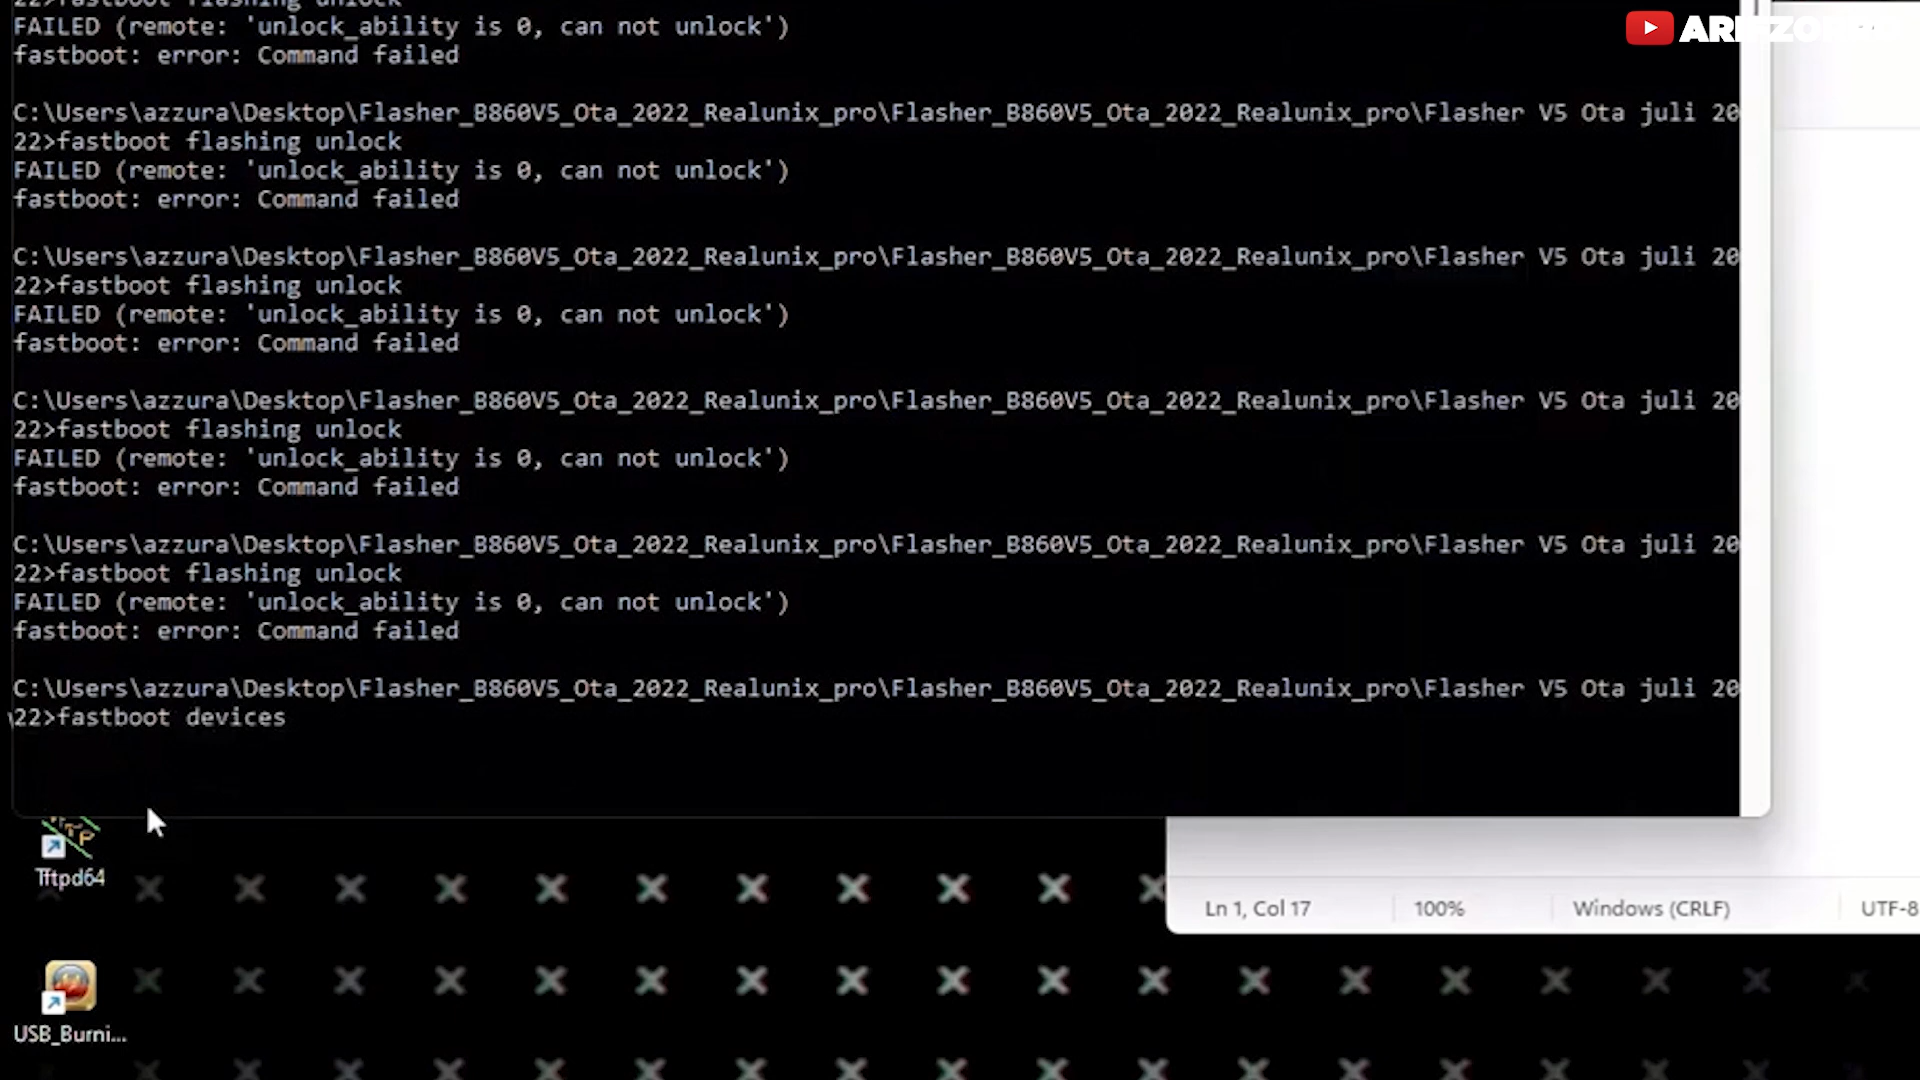 22>fastboot flashing unlock
FAILED (remote: 'unlock_ability is 0, can not unlock')
fastboot: error: Command failed
C:\Users\azzura\Desktop\Flasher_B860V5_Ota_2022_Realunix_pro\Flasher_B860V5_Ota_2022_Realunix_pro\Flasher V5 Ota juli 20
22>fastboot flashing unlock
FAILED (remote: 'unlock_ability is 0, can not unlock')
fastboot: error: Command failed
C:\Users\azzura\Desktop\Flasher_B860V5_Ota_2022_Realunix_pro\Flasher_B860V5_Ota_2022_Realunix_pro\Flasher V5 Ota juli 20
22>fastboot flashing unlock
FAILED (remote: 'unlock_ability is 0, can not unlock')
fastboot: error: Command failed
C:\Users\azzura\Desktop\Flasher_B860V5_Ota_2022_Realunix_pro\Flasher_B860V5_Ota_2022_Realunix_pro\Flasher V5 Ota juli 20
22>fastboot flashing unlock
FAILED (remote: 'unlock_ability is 0, can not unlock')
fastboot: error: Command failed
C:\Users\azzura\Desktop\Flasher_B860V5_Ota_2022_Realunix_pro\Flasher_B860V5_Ota_2022_Realunix_pro\Flasher V5 Ota juli 20
22>fastboot flashing unlock
FAILED (remote: 'unlock_ability is 0, can not unlock')
fastboot: error: Command failed
C:\Users\azzura\Desktop\Flasher_B860V5_Ota_2022_Realunix_pro\Flasher_B860V5_Ota_2022_Realunix_pro\Flasher V5 Ota juli 20
22>fastboot devices
Tftpd64
Ln 1, Col 17
100%
Windows (CRLF)
UTF-8
USB_Burni...